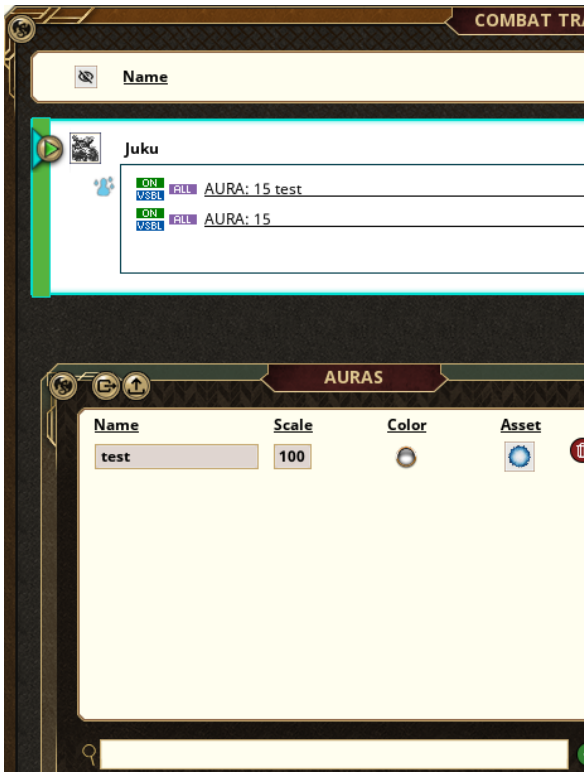 COMBAT TRA
Name
Juku
ON
VSBL ALL AURA: 15 test
ON
VSBL ALL AURA: 15
AURAS
Name Scale Color Asset
test 100